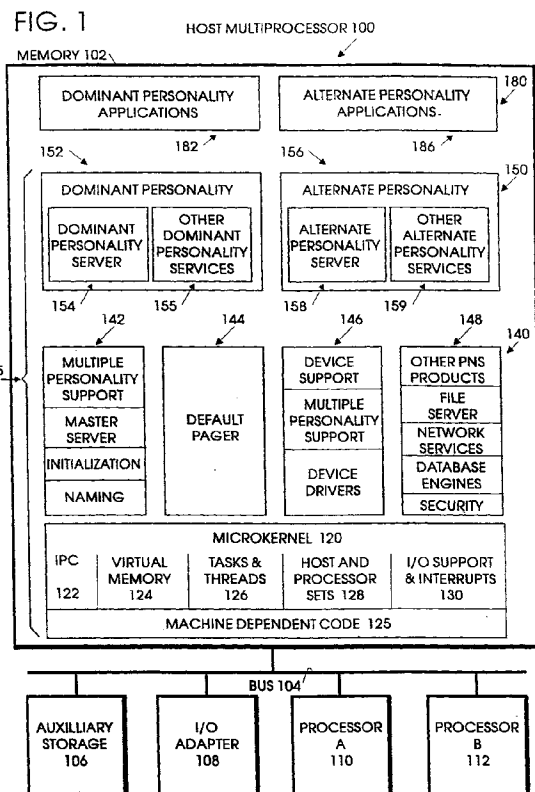 FIG. 1
HOST MULTIPROCESSOR 100
MEMORY 102
DOMINANT PERSONALITY
APPLICATIONS
ALTERNATE PERSONALITY
APPLICATIONS
180
182
186
152
156
150
DOMINANT PERSONALITY
DOMINANT
PERSONALITY
SERVER
OTHER
DOMINANT
PERSONALITY
SERVICES
ALTERNATE PERSONALITY
ALTERNATE
PERSONALITY
SERVER
OTHER
ALTERNATE
PERSONALITY
SERVICES
154
155
158
159
142
144
146
148
140
MULTIPLE
PERSONALITY
SUPPORT
MASTER
SERVER
INITIALIZATION
NAMING
DEFAULT
PAGER
DEVICE
SUPPORT
MULTIPLE
PERSONALITY
SUPPORT
DEVICE
DRIVERS
OTHER PNS
PRODUCTS
FILE
SERVER
NETWORK
SERVICES
DATABASE
ENGINES
SECURITY
MICROKERNEL 120
IPC
122
VIRTUAL
MEMORY
124
TASKS &
THREADS
126
HOST AND
PROCESSOR
SETS 128
I/O SUPPORT
& INTERRUPTS
130
MACHINE DEPENDENT CODE 125
BUS 104
AUXILLIARY
STORAGE
106
I/O
ADAPTER
108
PROCESSOR
A
110
PROCESSOR
B
112